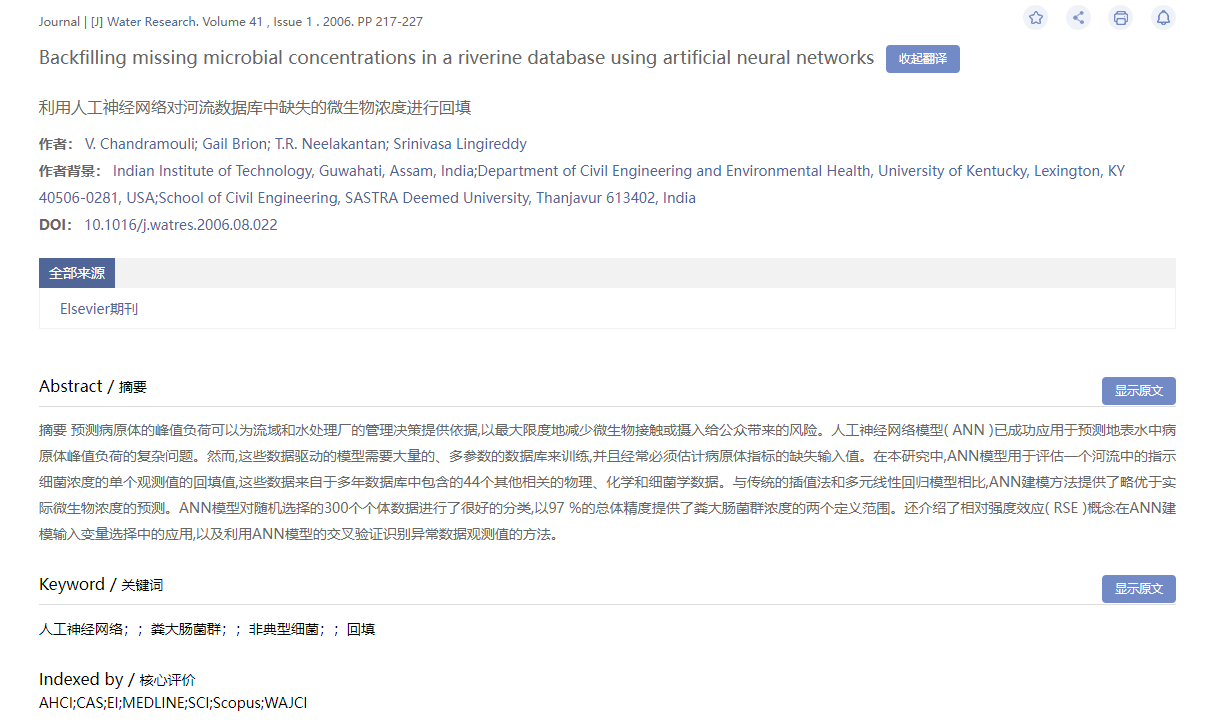 Journal | [J] Water Research. Volume 41 , Issue 1 . 2006. PP 217-227
Backfilling missing microbial concentrations in a riverine database using artificial neural networks 收起翻译
利用人工神经网络对河流数据库中缺失的微生物浓度进行回填
作者： V. Chandramouli; Gail Brion; T.R. Neelakantan; Srinivasa Lingireddy
作者背景： Indian Institute of Technology, Guwahati, Assam, India;Department of Civil Engineering and Environmental Health, University of Kentucky, Lexington, KY
40506-0281, USA;School of Civil Engineering, SASTRA Deemed University, Thanjavur 613402, India
DOI： 10.1016/j.watres.2006.08.022
全部来源
Elsevier期刊
Abstract / 摘要 显示原文
摘要 预测病原体的峰值负荷可以为流域和水处理厂的管理决策提供依据,以最大限度地减少微生物接触或摄入给公众带来的风险。人工神经网络模型( ANN )已成功应用于预测地表水中病
原体峰值负荷的复杂问题。然而,这些数据驱动的模型需要大量的、多参数的数据库来训练,并且经常必须估计病原体指标的缺失输入值。在本研究中,ANN模型用于评估一个河流中的指示
细菌浓度的单个观测值的回填值,这些数据来自于多年数据库中包含的44个其他相关的物理、化学和细菌学数据。与传统的插值法和多元线性回归模型相比,ANN建模方法提供了略优于实
际微生物浓度的预测。ANN模型对随机选择的300个个体数据进行了很好的分类,以97 %的总体精度提供了粪大肠菌群浓度的两个定义范围。还介绍了相对强度效应( RSE )概念在ANN建
模输入变量选择中的应用,以及利用ANN模型的交叉验证识别异常数据观测值的方法。
Keyword / 关键词 显示原文
人工神经网络；；粪大肠菌群；；非典型细菌；；回填
Indexed by / 核心评价
AHCI;CAS;EI;MEDLINE;SCI;Scopus;WAJCI